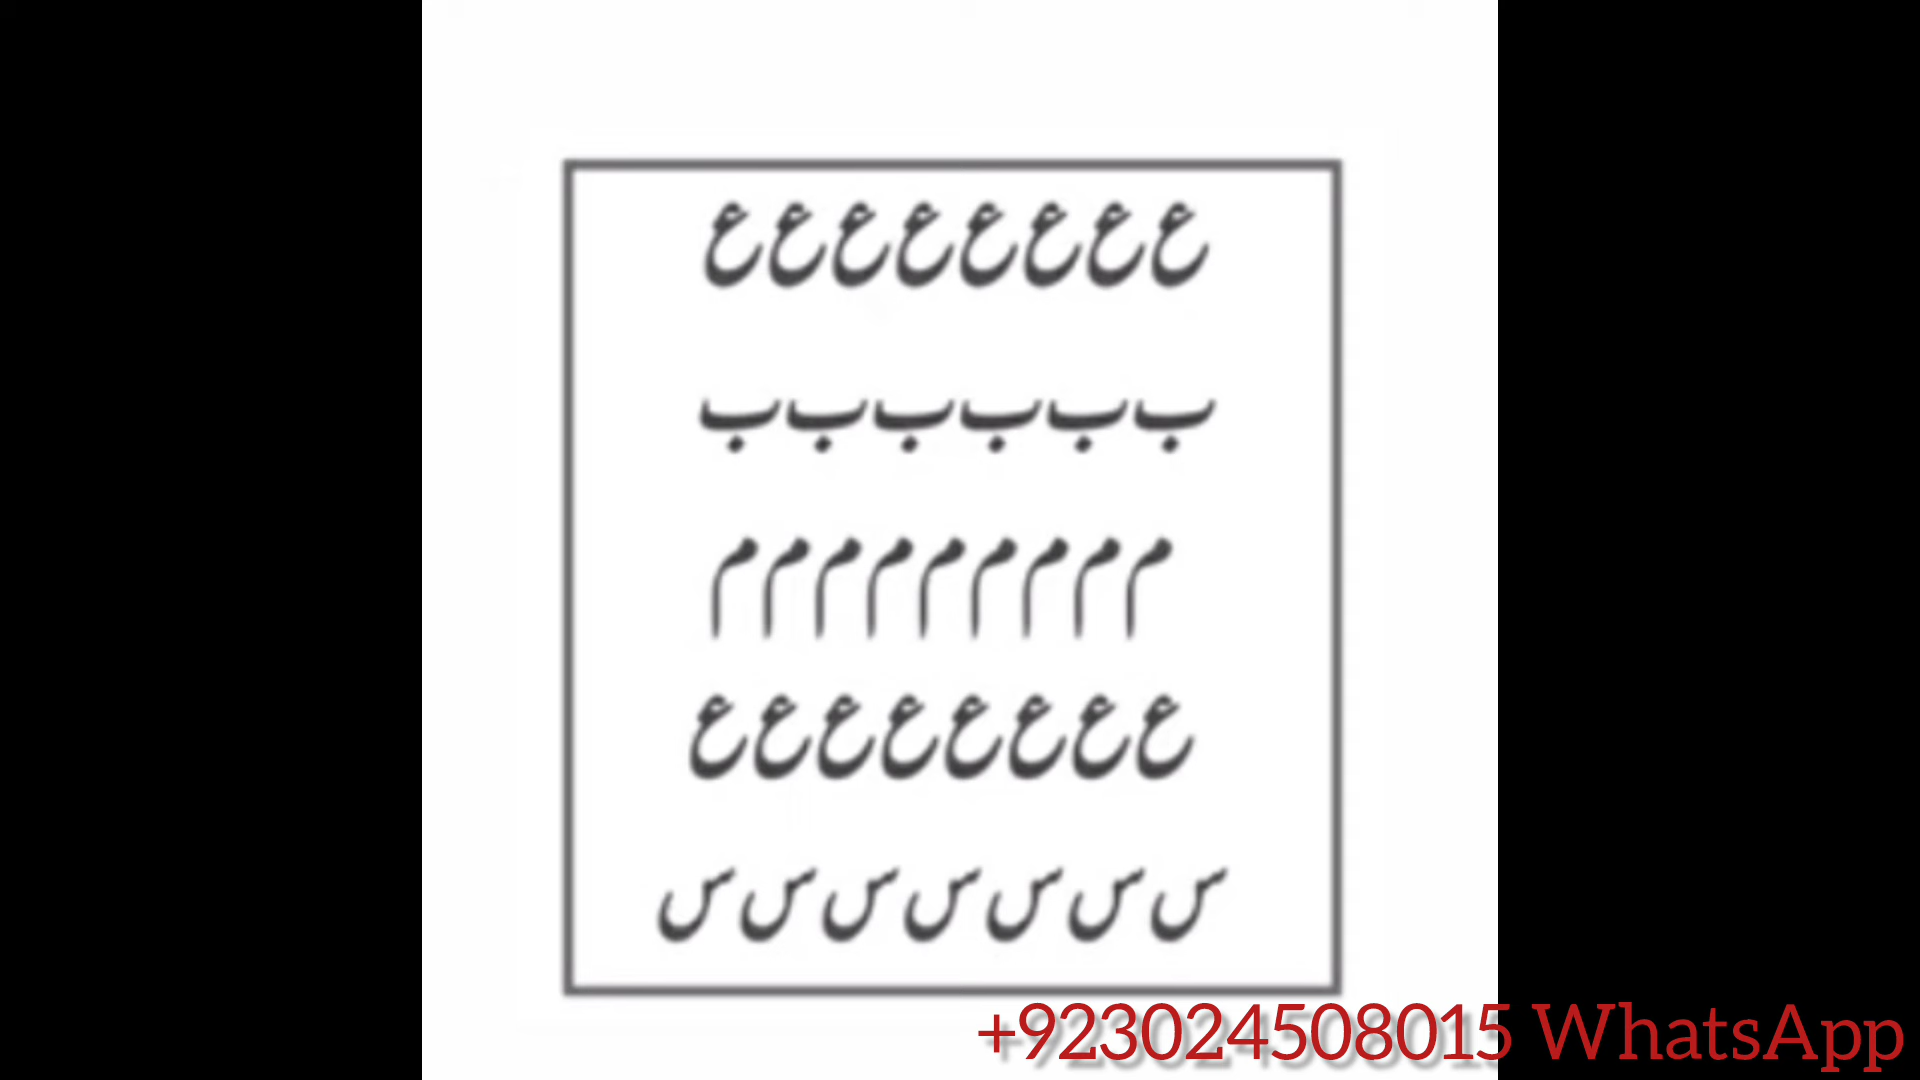 ع ع ع ع ع ع ع ع
ب ب ب ب ب ب
م م م م م م م م م
ع ع ع ع ع ع ع ع
س س س س س س س
+923024508015 WhatsApp